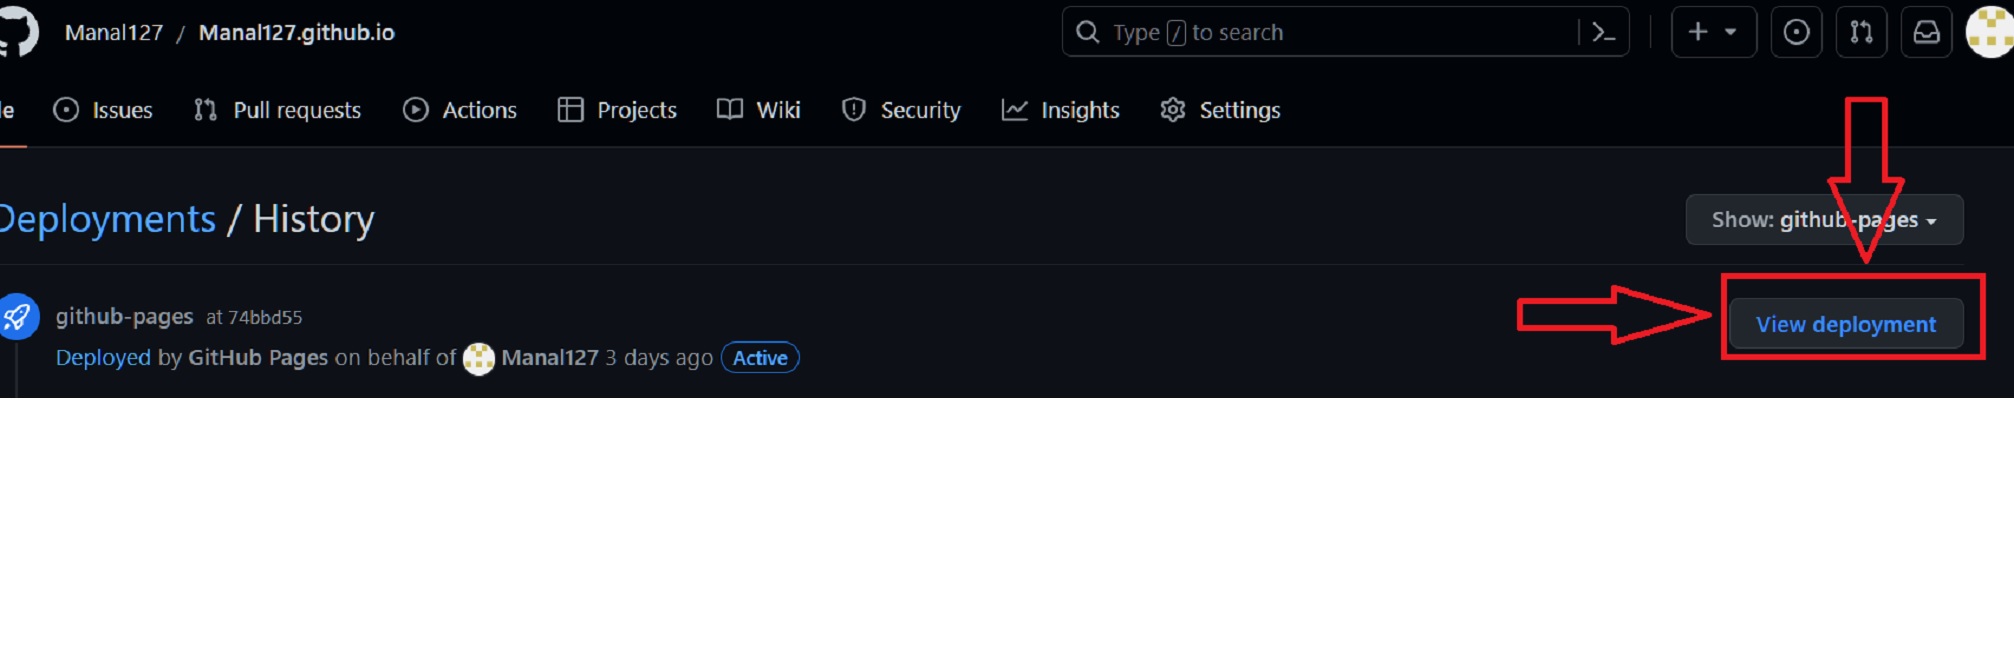 Manal127 / Manal127.github.io
Type / to search
Issues Pull requests Actions Projects Wiki Security Insights Settings
Deployments / History
Show: github-pages
github-pages at 74bbd55
View deployment
Deployed by GitHub Pages on behalf of Manal127 3 days ago Active